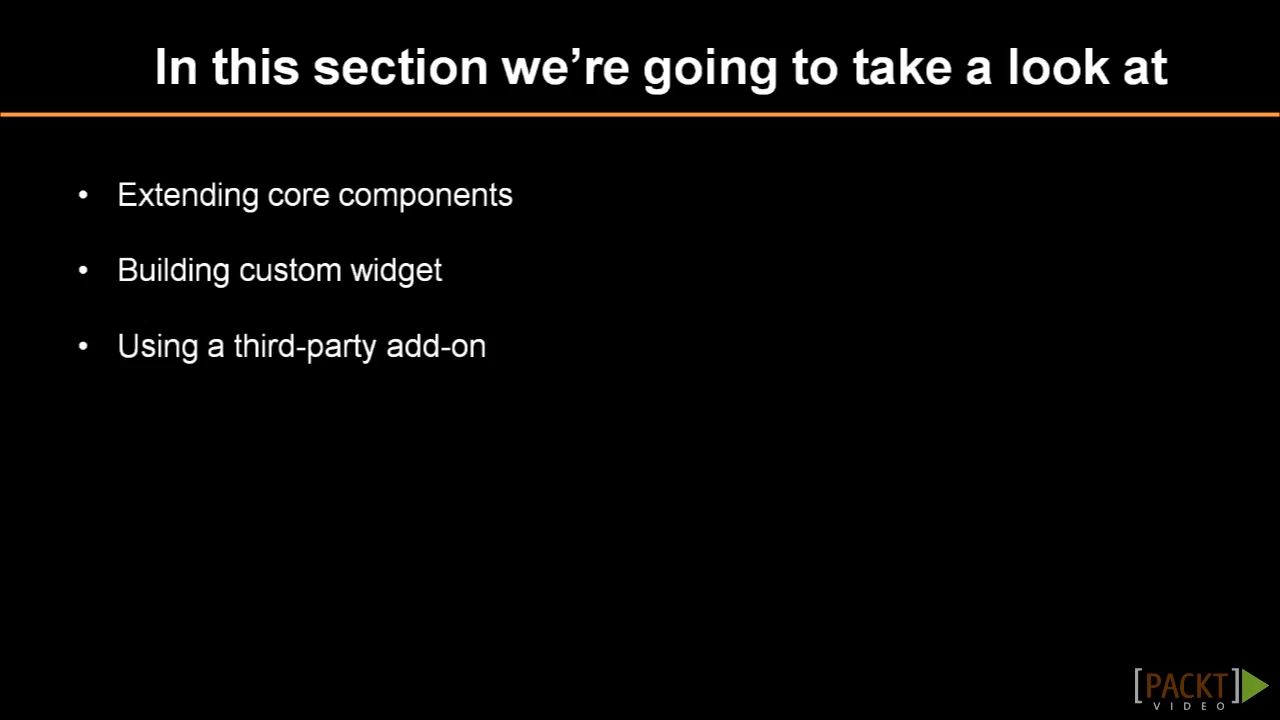 In this section we’re going to take a look at
• Extending core components
• Building custom widget
• Using a third-party add-on
[PACKT]
VIDEO